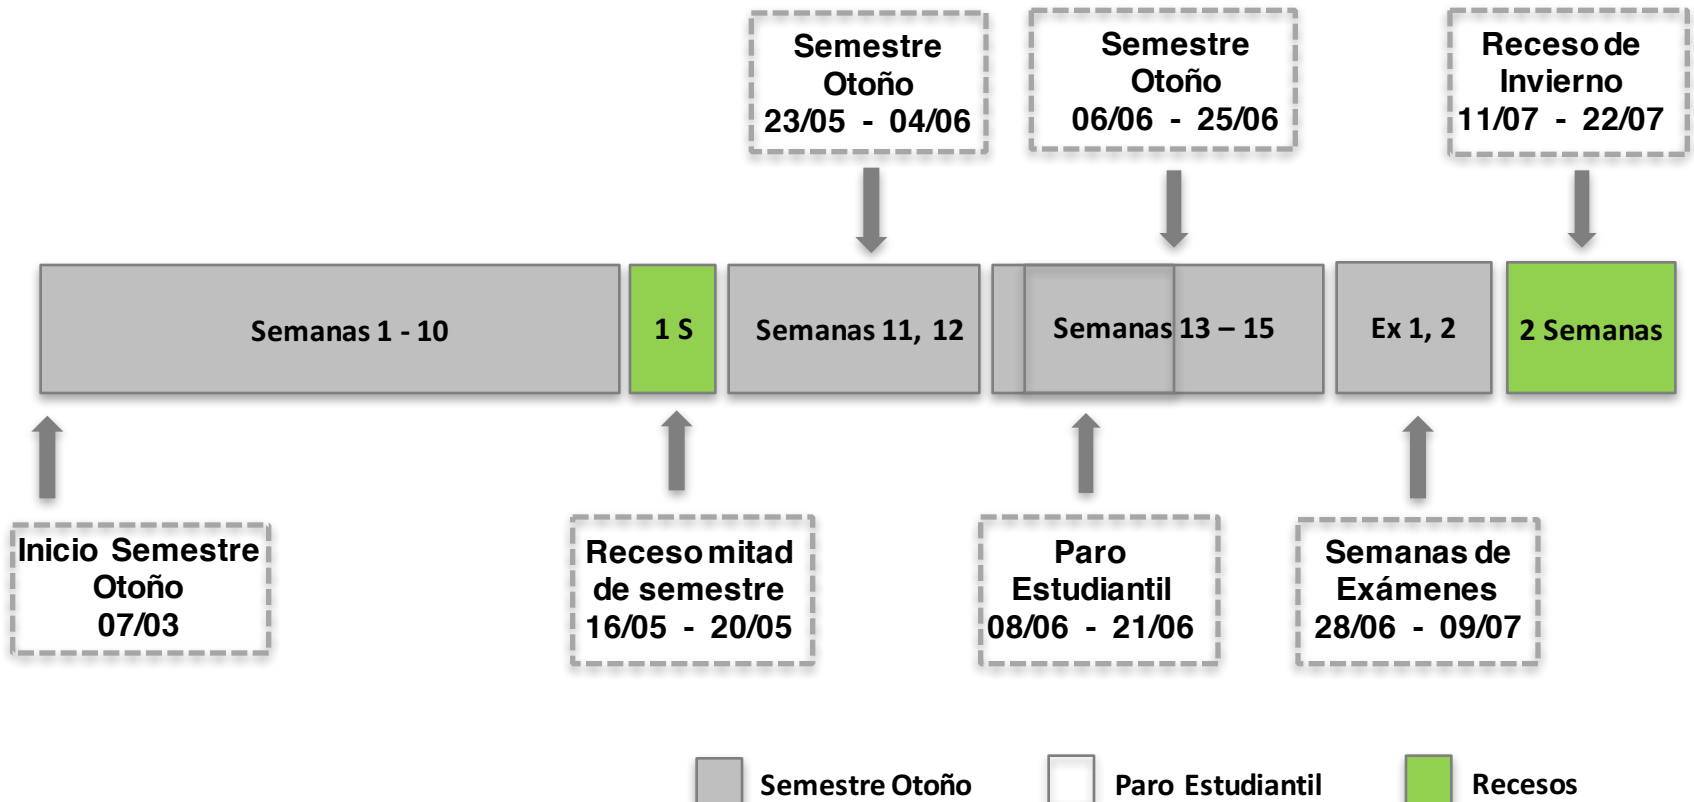 Semestre
Otoño
23/05 - 04/06
Semestre
Otoño
06/06 - 25/06
Receso de
Invierno
11/07 - 22/07
Semanas 1 - 10
1 S
Semanas 11, 12
Semanas 13 – 15
Ex 1, 2
2 Semanas
Inicio Semestre
Otoño
07/03
Receso mitad
de semestre
16/05 - 20/05
Paro
Estudiantil
08/06 - 21/06
Semanas de
Exámenes
28/06 - 09/07
Semestre Otoño
Paro Estudiantil
Recesos